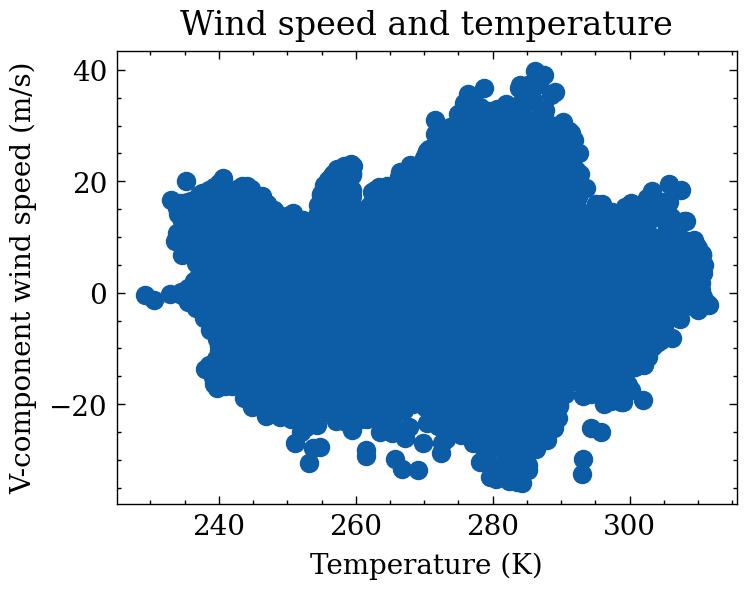 Wind speed and temperature
V-component wind speed (m/s)
40
20
0
−20
240 260 280 300
Temperature (K)